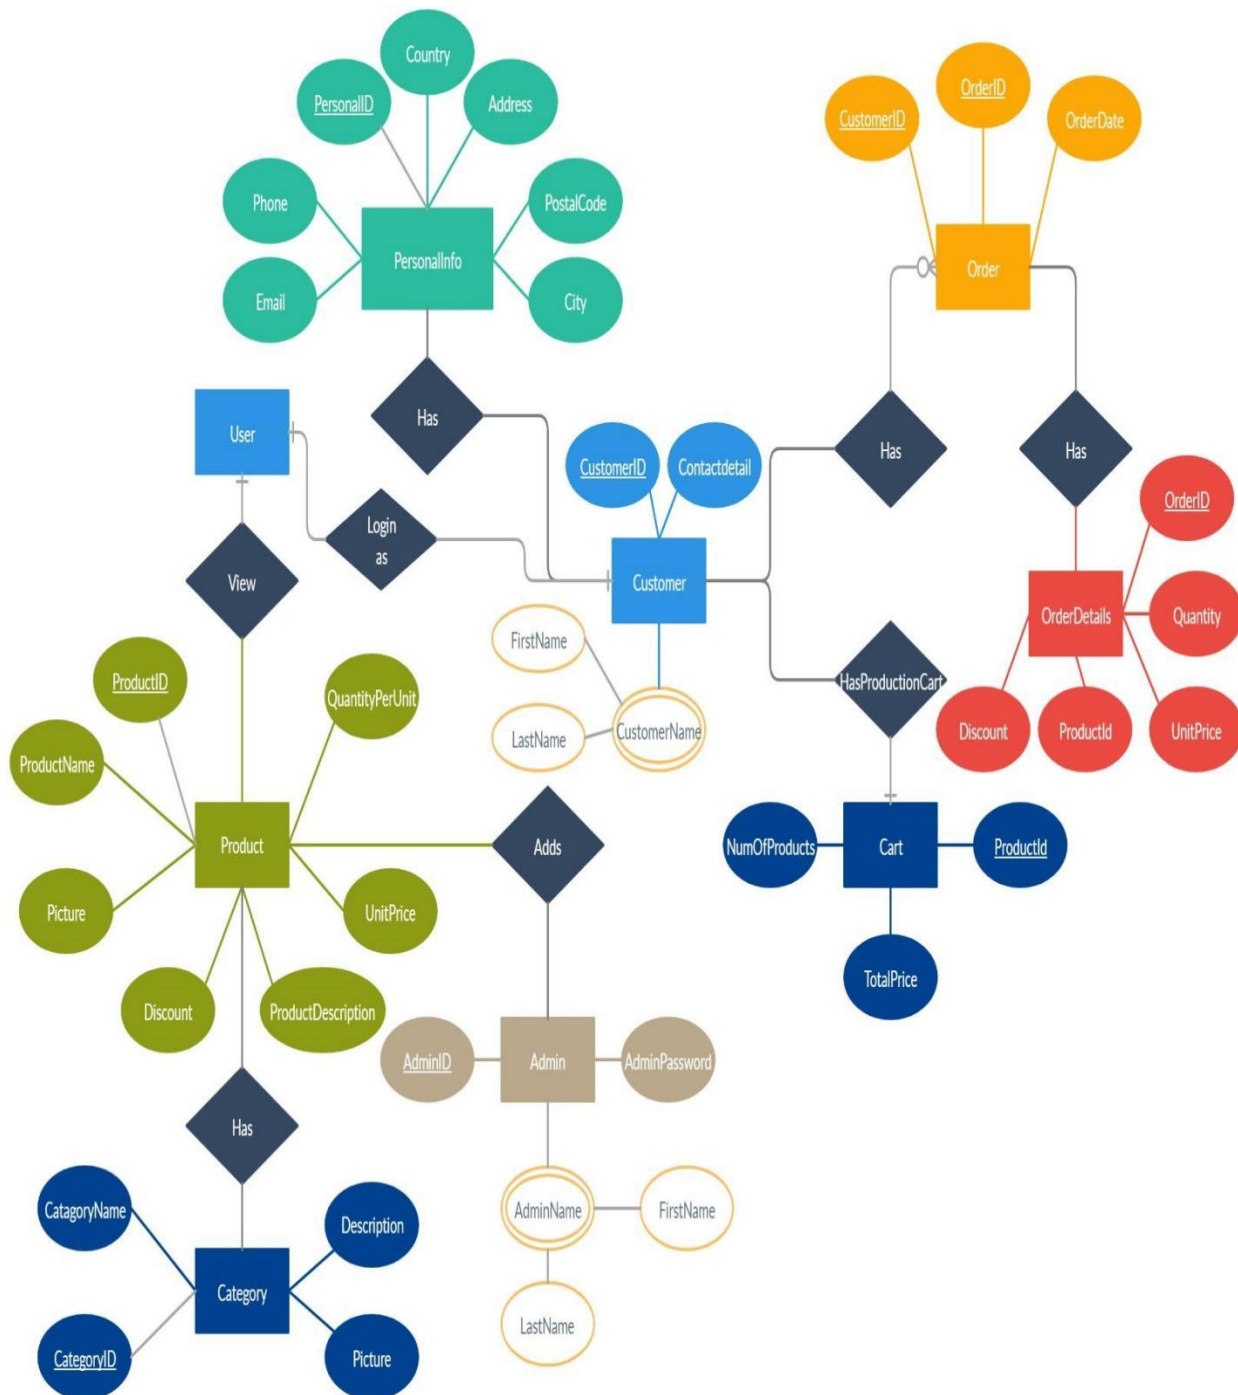 Country
PersonalID
Address
Phone
PostalCode
PersonalInfo
Email
City
OrderID
CustomerID
OrderDate
Order
Has
User
Has
Has
CustomerID
Contactdetail
Login
as
View
Customer
OrderID
OrderDetails
Quantity
FirstName
LastName
CustomerName
HasProductionCart
Discount
ProductId
UnitPrice
ProductID
QuantityPerUnit
ProductName
Product
Adds
NumOfProducts
Cart
ProductId
Picture
UnitPrice
TotalPrice
Discount
ProductDescription
AdminID
Admin
AdminPassword
Has
CatagoryName
Description
AdminName
FirstName
Category
LastName
CategoryID
Picture